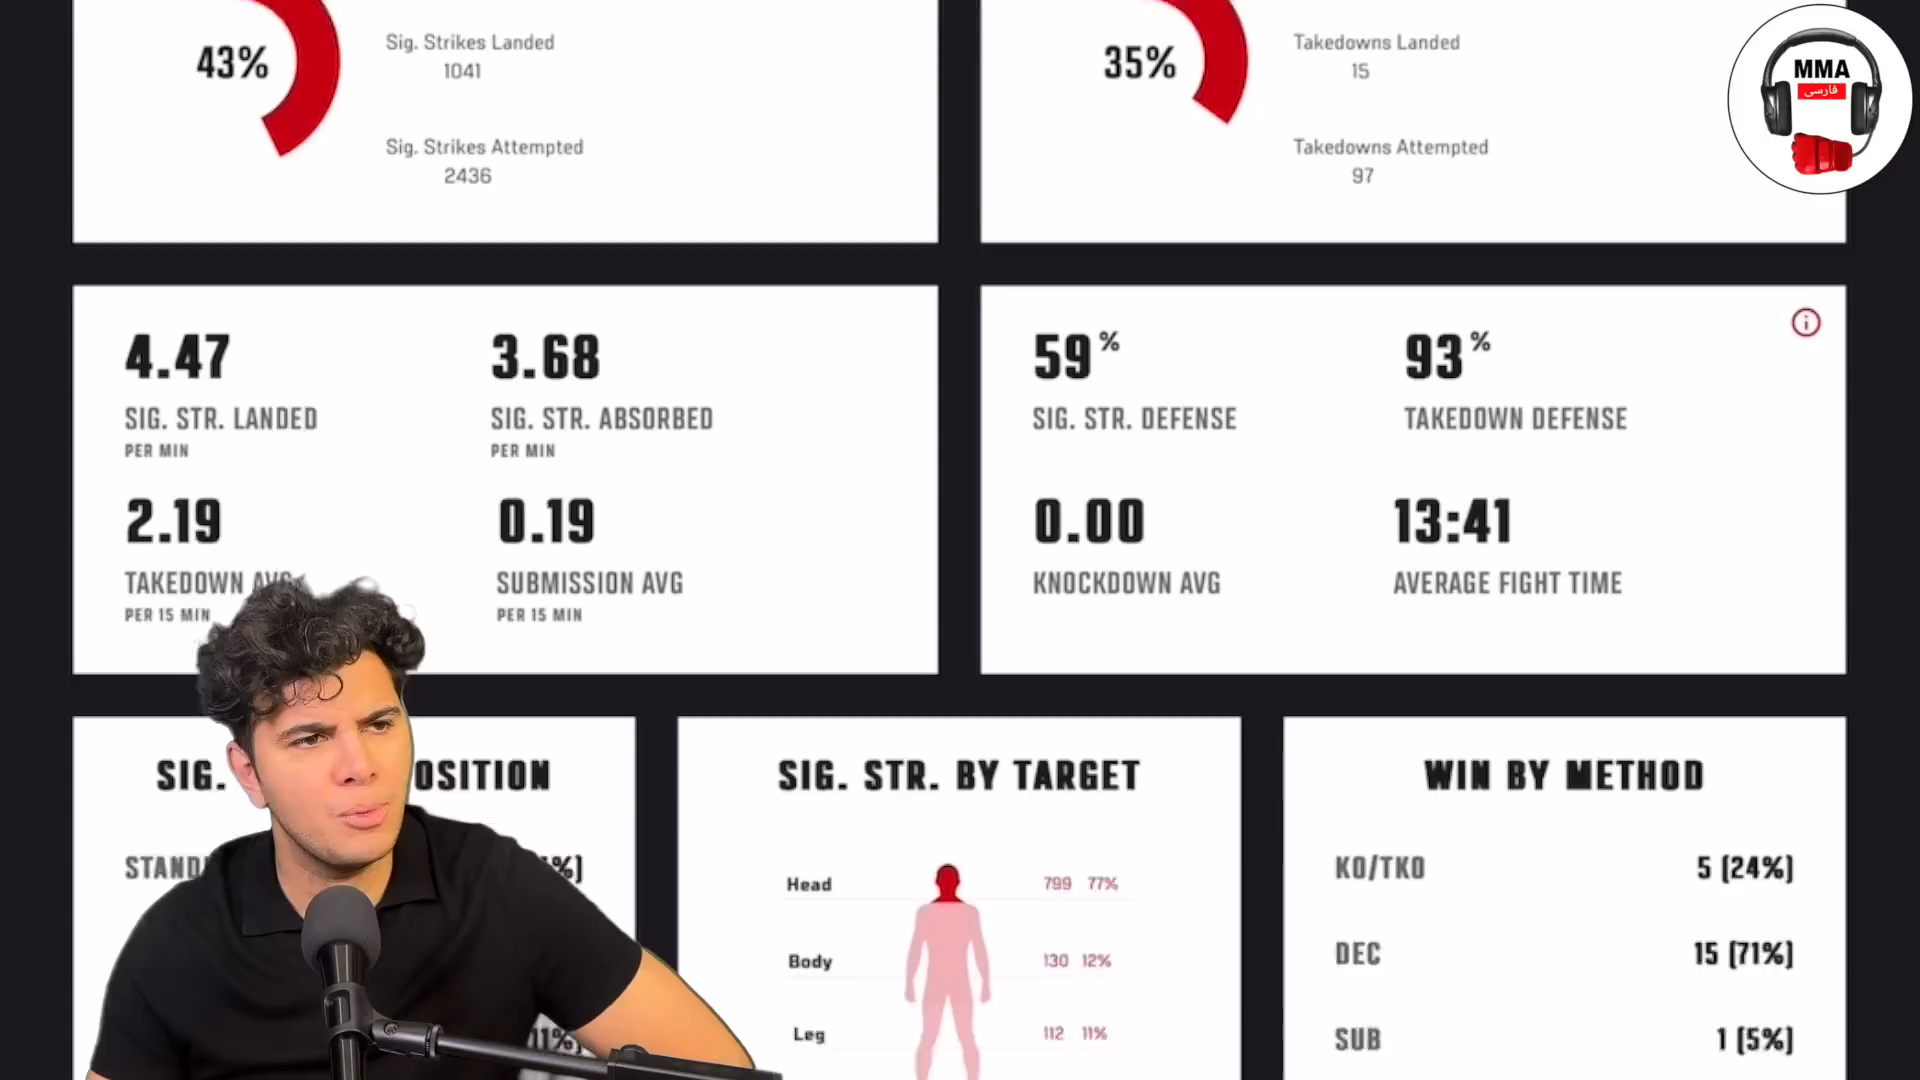 43%
Sig. Strikes Landed
1041
Sig. Strikes Attempted
2436
35%
Takedowns Landed
15
Takedowns Attempted
97
MMA
فارسی
4.47
SIG. STR. LANDED
PER MIN
3.68
SIG. STR. ABSORBED
PER MIN
2.19
TAKEDOWN AVG
PER 15 MIN
0.19
SUBMISSION AVG
PER 15 MIN
59%
SIG. STR. DEFENSE
93%
TAKEDOWN DEFENSE
0.00
KNOCKDOWN AVG
13:41
AVERAGE FIGHT TIME
SIG.
SIG. STR. BY TARGET
Head 799 77%
Body 130 12%
Leg 112 11%
WIN BY METHOD
KO/TKO 5 (24%)
DEC 15 (71%)
SUB 1 (5%)